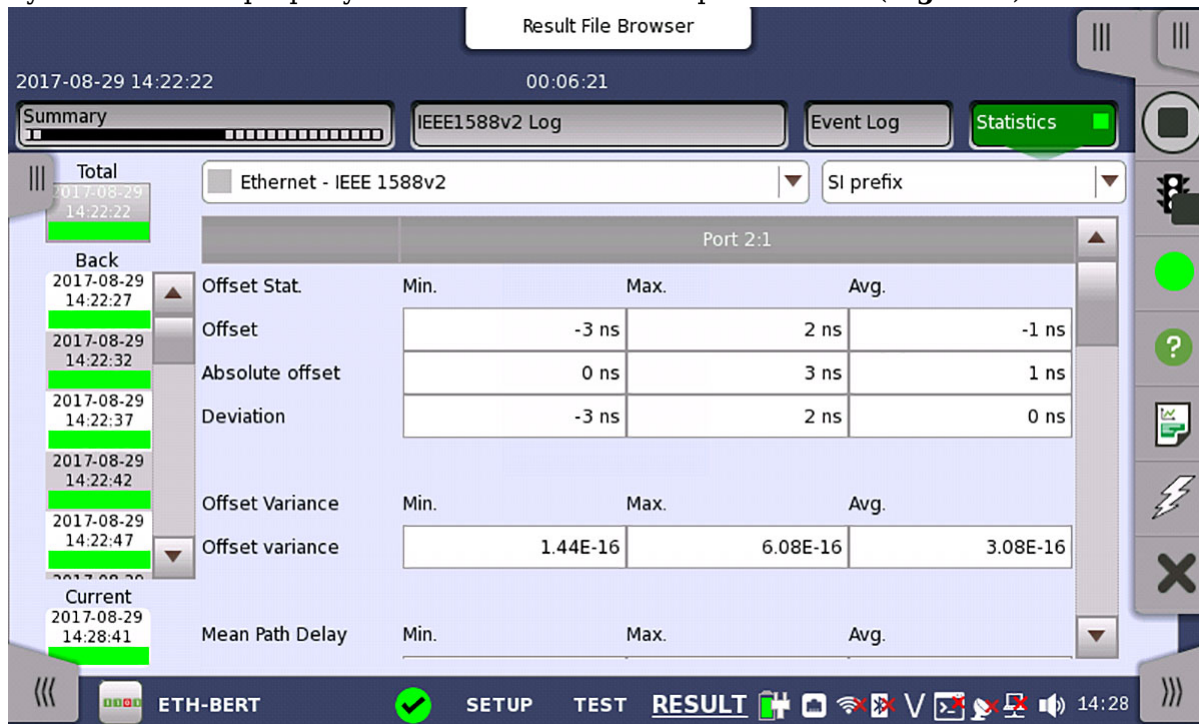 Result File Browser
2017-08-29 14:22:22 00:06:21
Summary IEEE1588v2 Log Event Log Statistics
Total
2017-08-29
14:22:22
Back
2017-08-29
14:22:27
2017-08-29
14:22:32
2017-08-29
14:22:37
2017-08-29
14:22:42
2017-08-29
14:22:47
Current
2017-08-29
14:28:41
Ethernet - IEEE 1588v2 SI prefix
Port 2:1
Offset Stat. Min. Max. Avg.
Offset -3 ns 2 ns -1 ns
Absolute offset 0 ns 3 ns 1 ns
Deviation -3 ns 2 ns 0 ns
Offset Variance Min. Max. Avg.
Offset variance 1.44E-16 6.08E-16 3.08E-16
Mean Path Delay Min. Max. Avg.
ETH-BERT SETUP TEST RESULT V 14:28